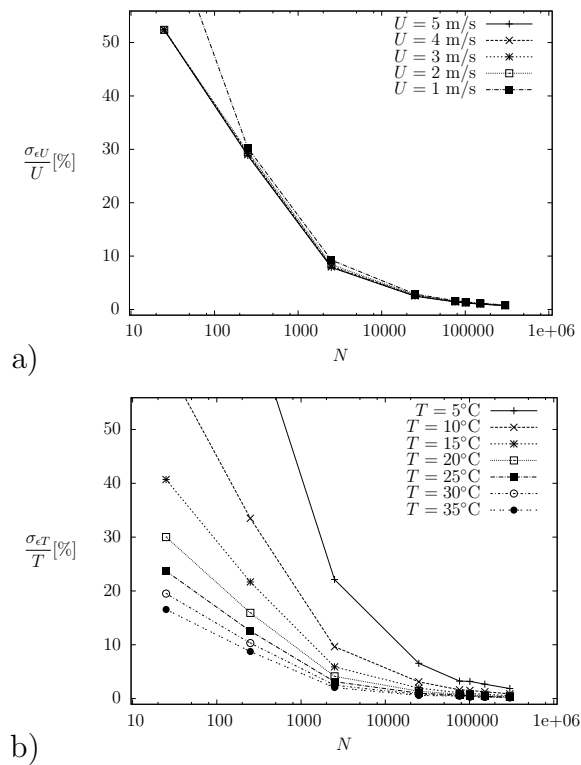 50
40
30
20
10
0
σϵU
U
[%]
10 100 1000 10000 100000 1e+06
N
U = 5 m/s
U = 4 m/s
U = 3 m/s
U = 2 m/s
U = 1 m/s
a)
50
40
30
20
10
0
σϵT
T
[%]
10 100 1000 10000 100000 1e+06
N
T = 5°C
T = 10°C
T = 15°C
T = 20°C
T = 25°C
T = 30°C
T = 35°C
b)